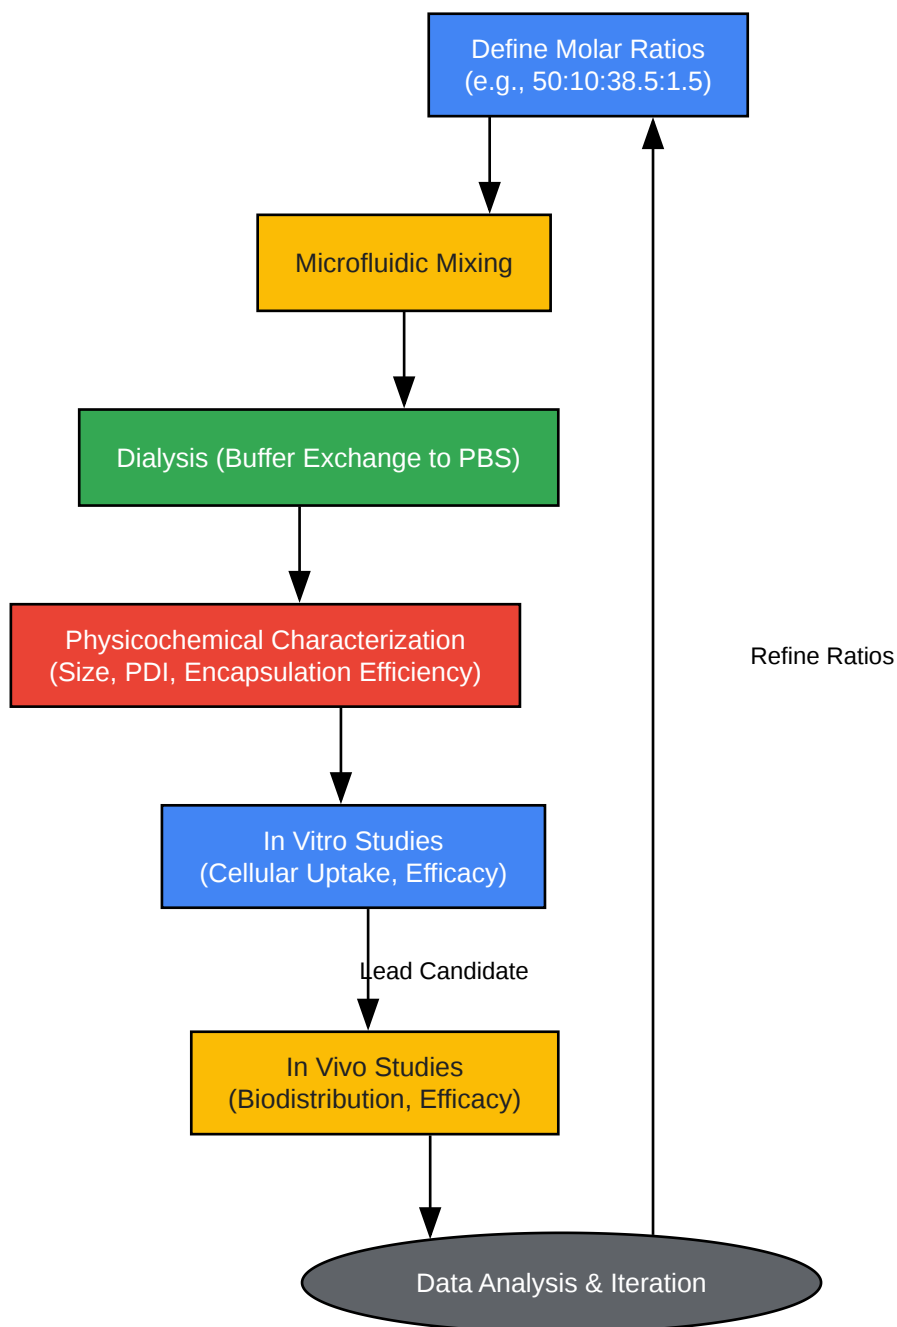 Define Molar Ratios
(e.g., 50:10:38.5:1.5)
Microfluidic Mixing
Dialysis (Buffer Exchange to PBS)
Physicochemical Characterization
(Size, PDI, Encapsulation Efficiency)
Refine Ratios
In Vitro Studies
(Cellular Uptake, Efficacy)
Lead Candidate
In Vivo Studies
(Biodistribution, Efficacy)
Data Analysis & Iteration